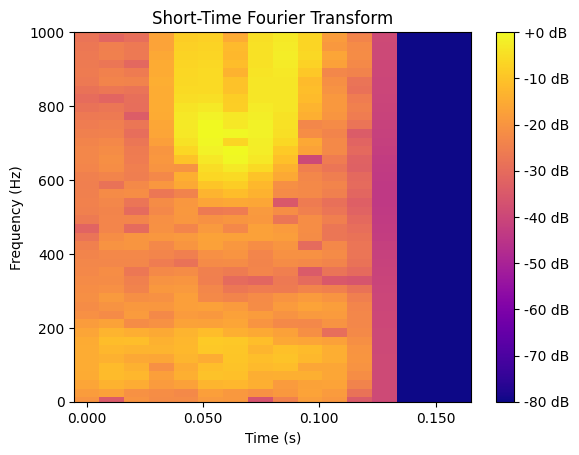 Short-Time Fourier Transform
1000
800
600
400
200
0
Frequency (Hz)
0.000
0.050
0.100
0.150
Time (s)
+0 dB
-10 dB
-20 dB
-30 dB
-40 dB
-50 dB
-60 dB
-70 dB
-80 dB